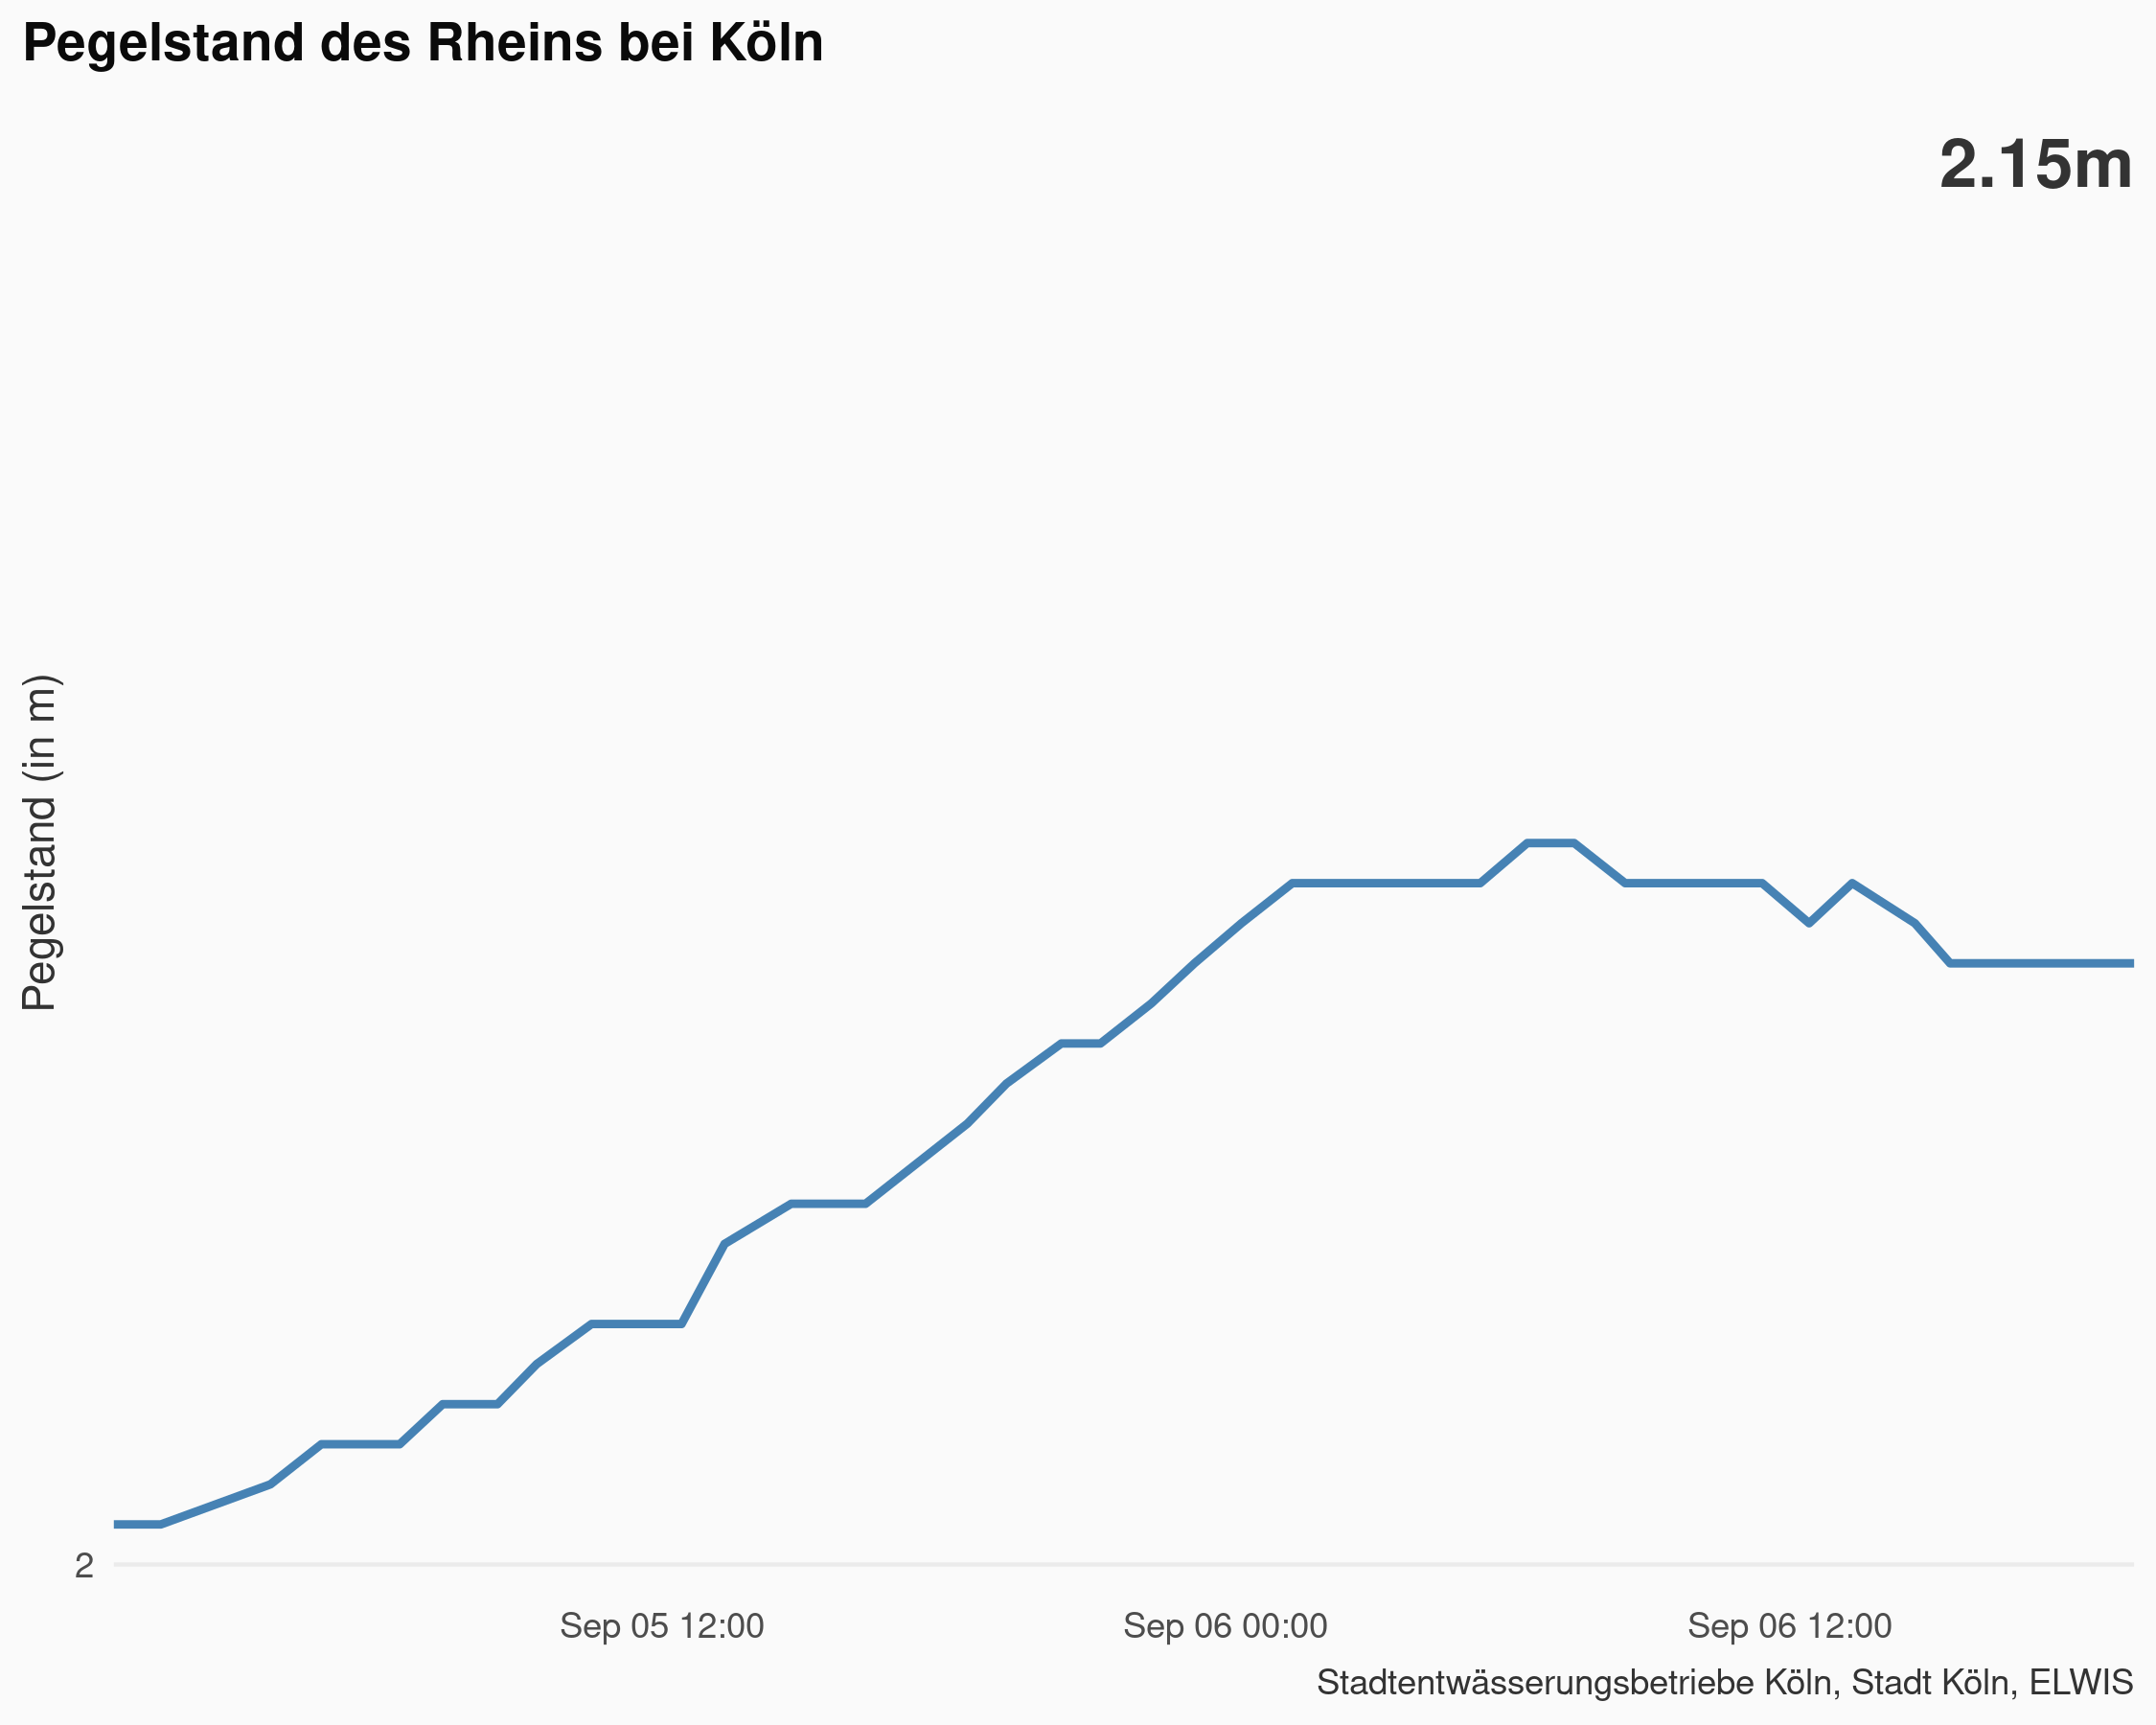 Pegelstand des Rheins bei Köln
2.15m
Pegelstand (in m)
2
Sep 05 12:00
Sep 06 00:00
Sep 06 12:00
Stadtentwässerungsbetriebe Köln, Stadt Köln, ELWIS